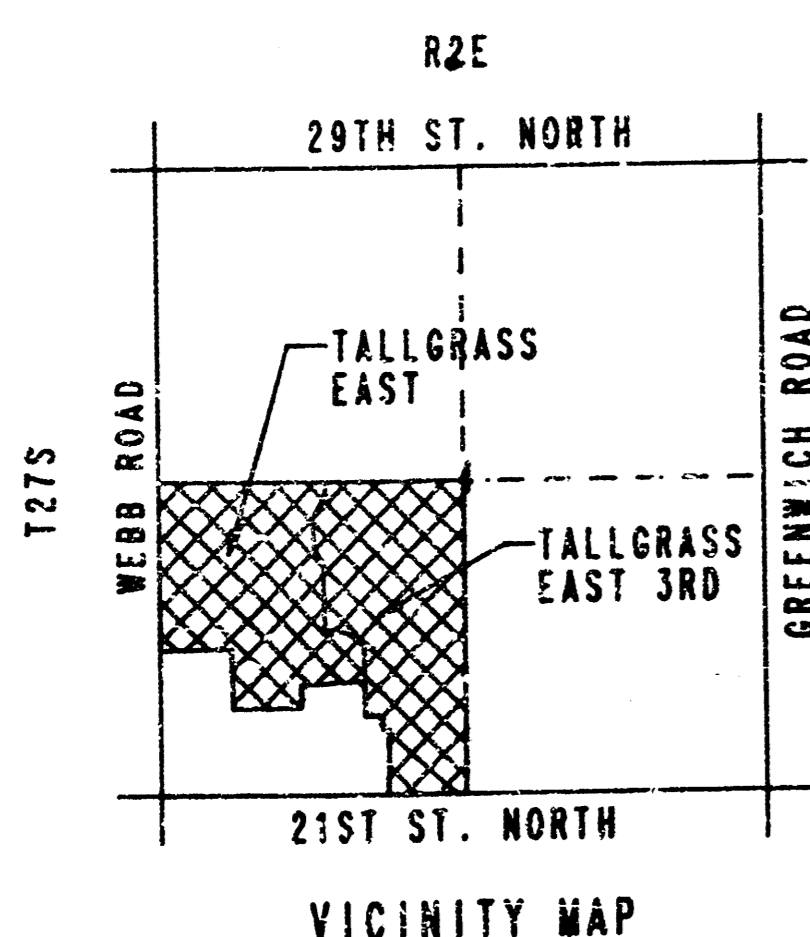 R2E
29TH ST. NORTH
TALLGRASS
EAST
WEBB ROAD
T27S
GREENWICH ROAD
TALLGRASS
EAST 3RD
21ST ST. NORTH
VICINITY MAP